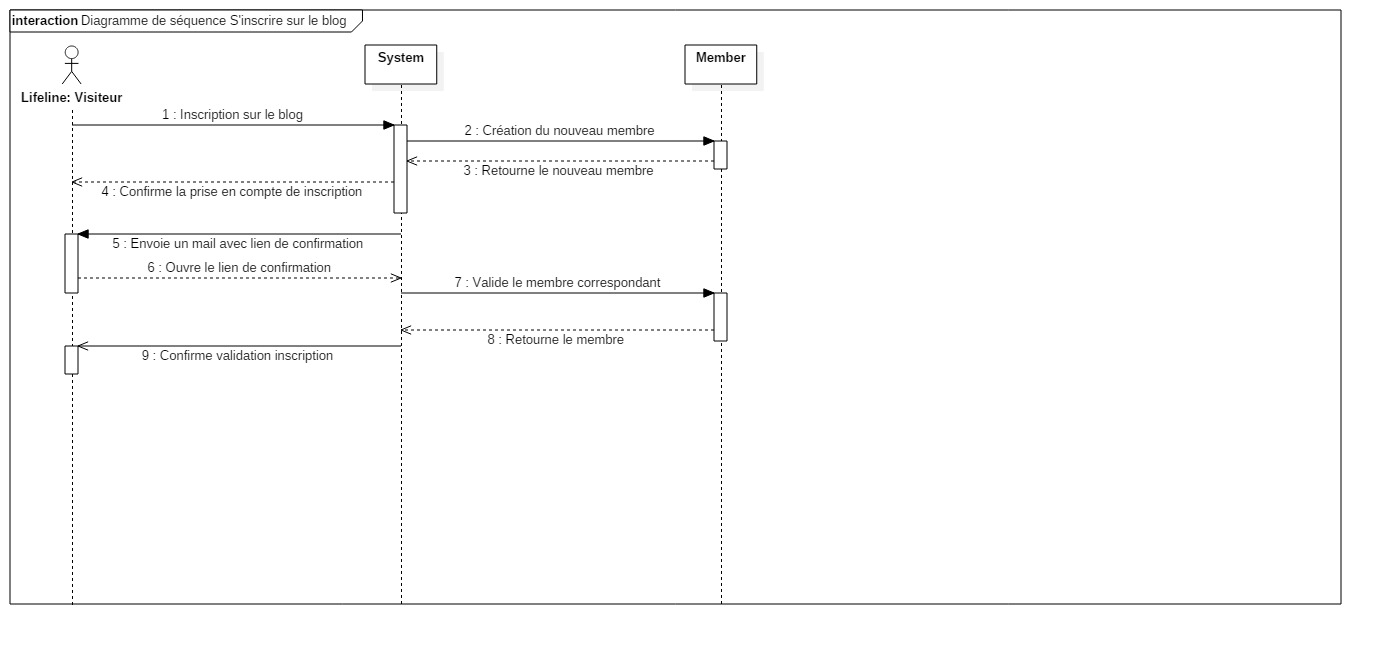 interaction Diagramme de séquence S'inscrire sur le blog
System
Member
Lifeline: Visiteur
1 : Inscription sur le blog
2 : Création du nouveau membre
3 : Retourne le nouveau membre
4 : Confirme la prise en compte de inscription
5 : Envoie un mail avec lien de confirmation
6 : Ouvre le lien de confirmation
7 : Valide le membre correspondant
8 : Retourne le membre
9 : Confirme validation inscription